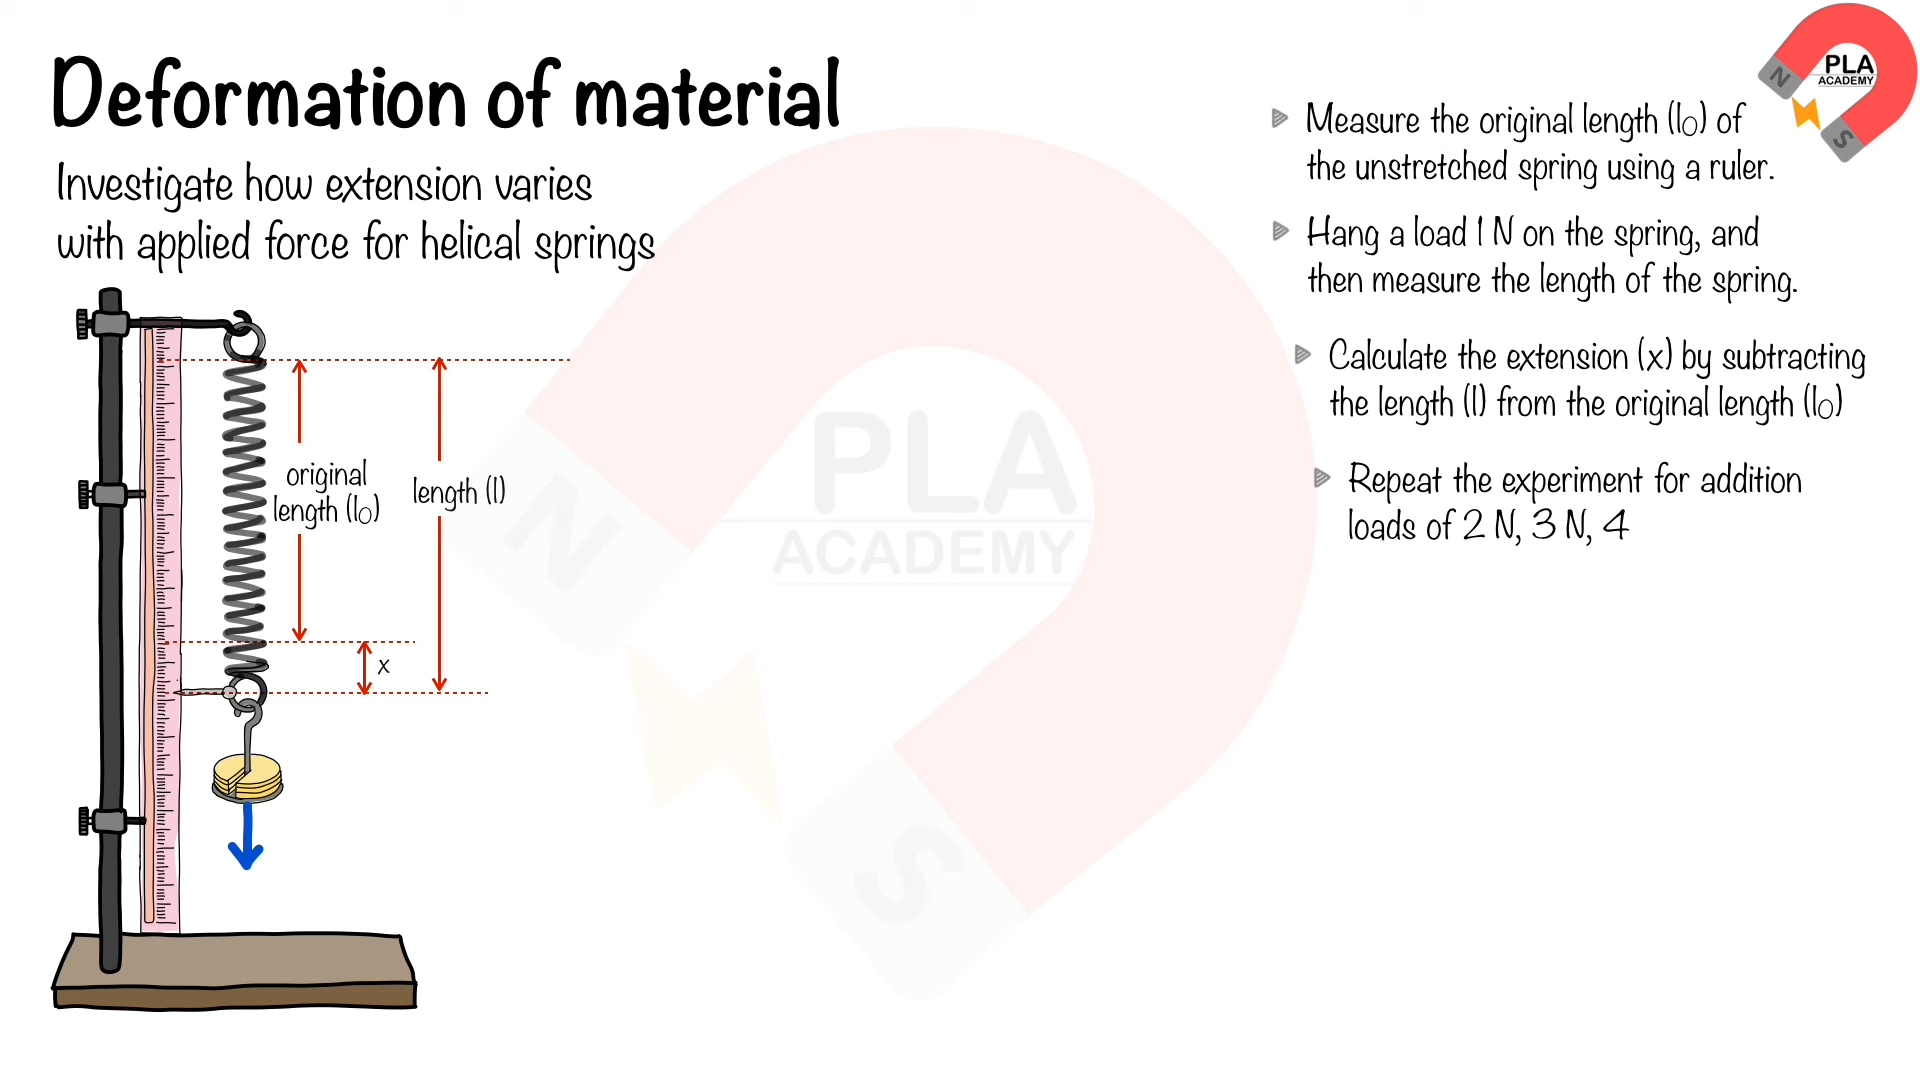 Deformation of material
Investigate how extension varies
with applied force for helical springs
original
length (l₀)
length (l)
x
Measure the original length (l₀) of
the unstretched spring using a ruler.
Hang a load 1 N on the spring, and
then measure the length of the spring.
Calculate the extension (x) by subtracting
the length (l) from the original length (l₀)
Repeat the experiment for addition
loads of 2 N, 3 N, 4
N
PLA
ACADEMY
S
N
PLA
ACADEMY
S